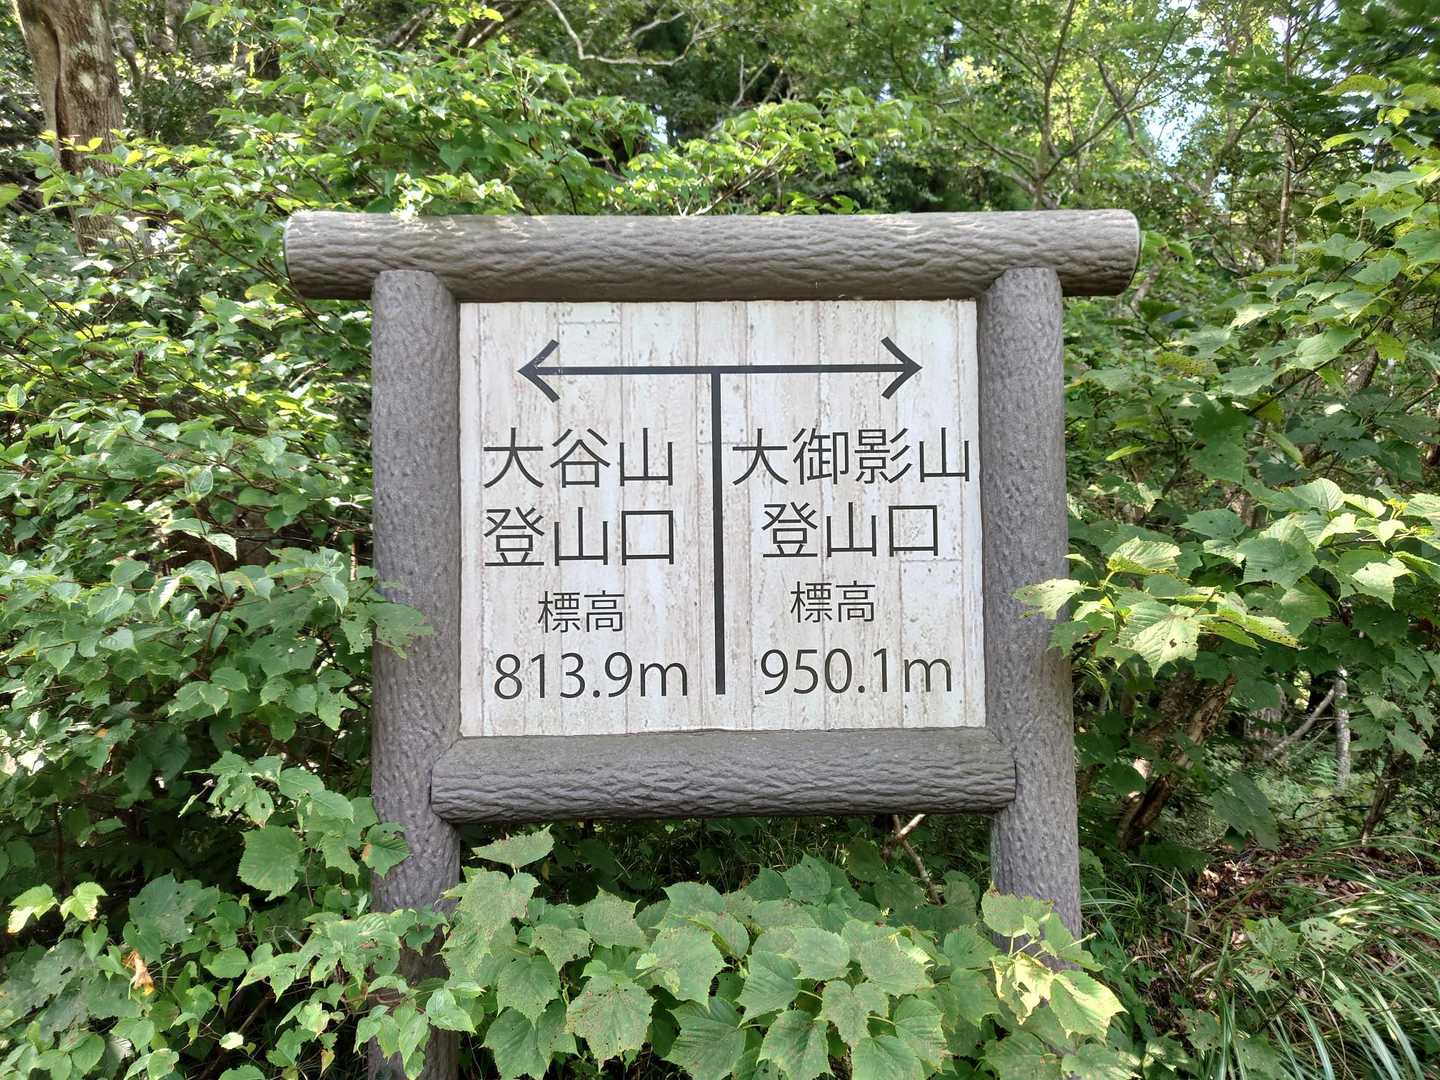 大谷山
登山口
標高
813.9m
大御影山
登山口
標高
950.1m